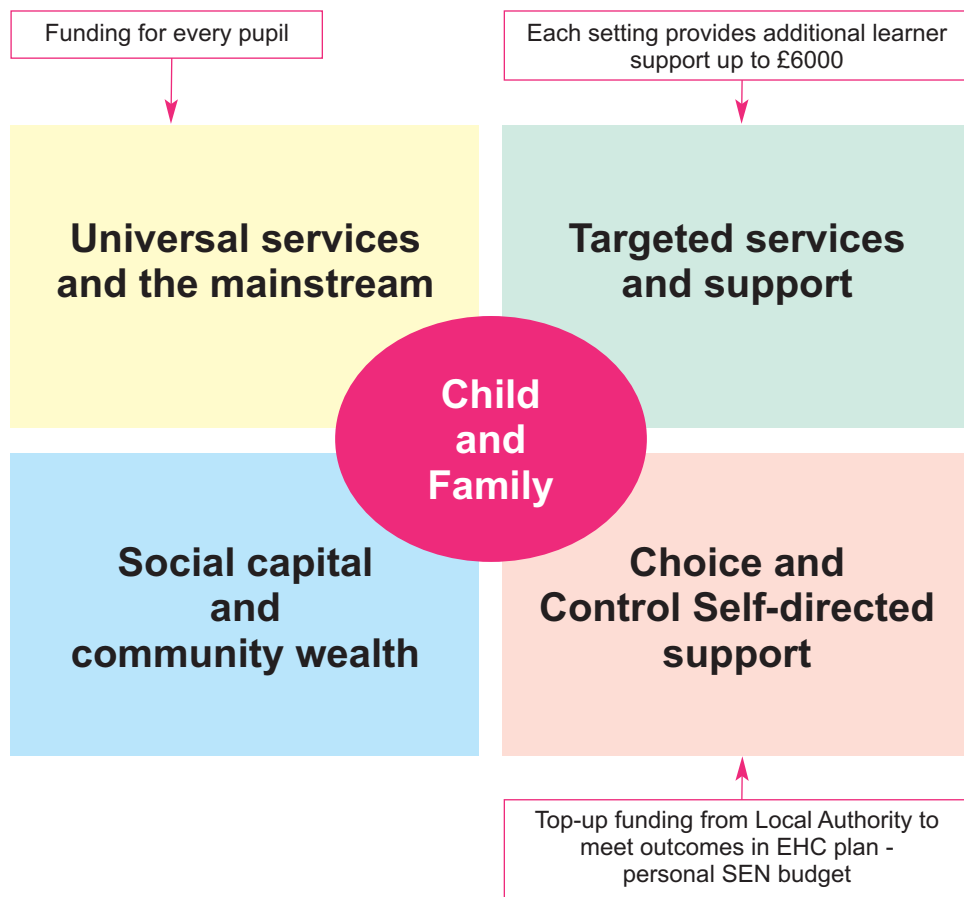 Funding for every pupil
Each setting provides additional learner
support up to £6000
Universal services
and the mainstream
Targeted services
and support
Child
and
Family
Social capital
and
community wealth
Choice and
Control Self-directed
support
Top-up funding from Local Authority to
meet outcomes in EHC plan -
personal SEN budget